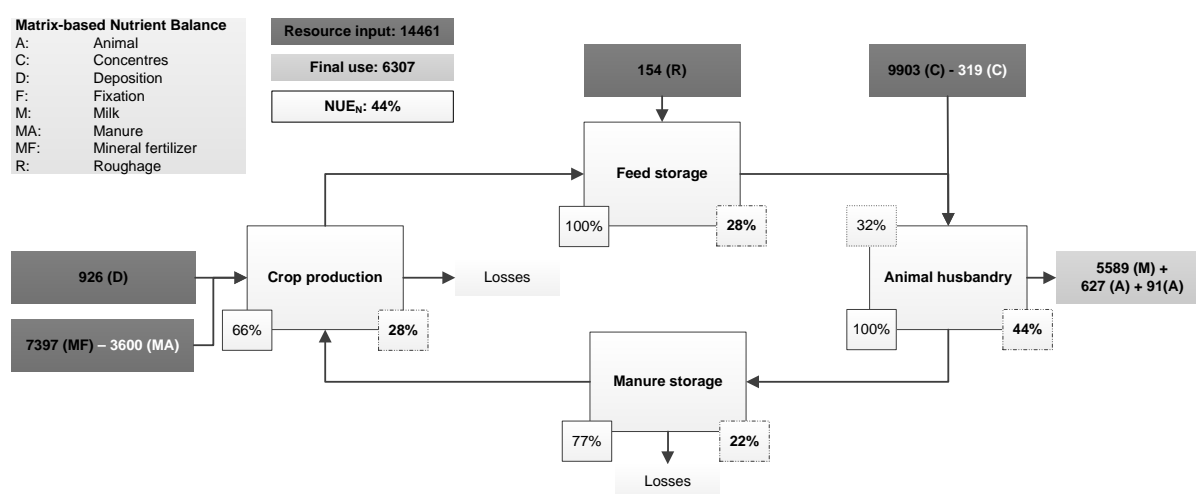 Matrix-based Nutrient Balance
A: Animal
C: Concentres
D: Deposition
F: Fixation
M: Milk
MA: Manure
MF: Mineral fertilizer
R: Roughage
Resource input: 14461
Final use: 6307
NUEN: 44%
154 (R)
9903 (C) - 319 (C)
Feed storage
100%
28%
32%
926 (D)
Crop production
Losses
Animal husbandry
5589 (M) +
627 (A) + 91(A)
7397 (MF) – 3600 (MA)
66%
28%
100%
44%
Manure storage
77%
22%
Losses